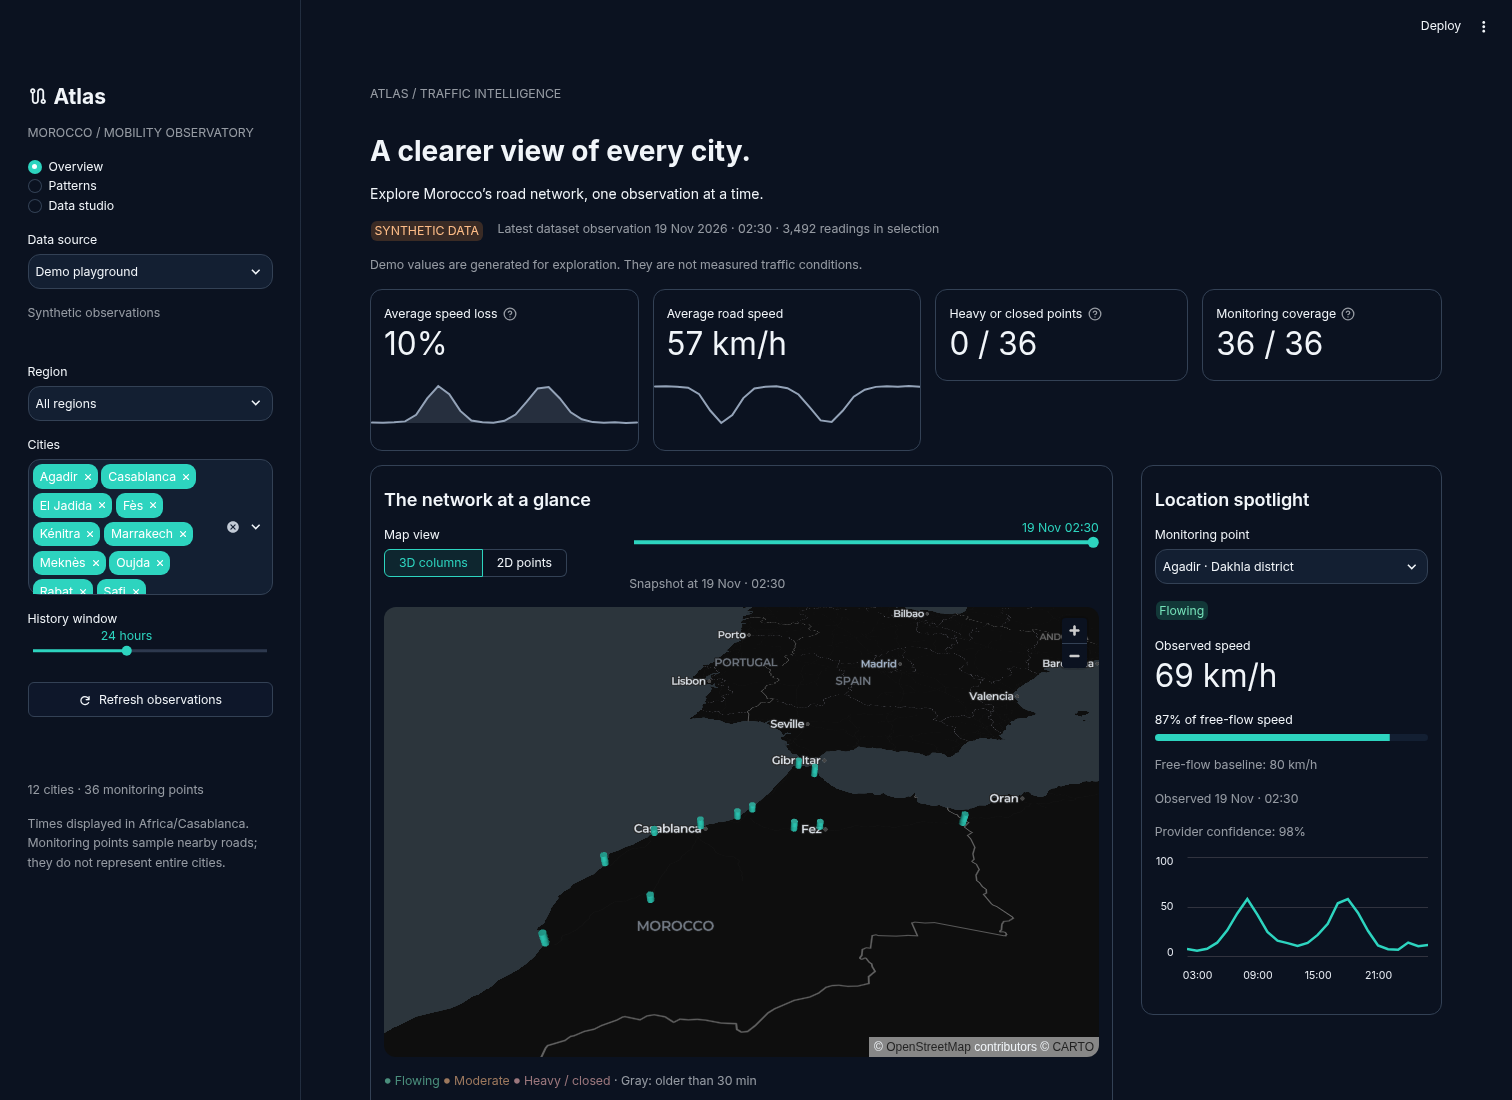 Deploy
Atlas
MOROCCO / MOBILITY OBSERVATORY
Overview
Patterns
Data studio
Data source
Demo playground
Synthetic observations
Region
All regions
Cities
Agadir × Casablanca ×
El Jadida × Fès ×
Kénitra × Marrakech ×
Meknès × Oujda ×
Rabat × Safi ×
History window
24 hours
Refresh observations
12 cities · 36 monitoring points
Times displayed in Africa/Casablanca.
Monitoring points sample nearby roads;
they do not represent entire cities.
ATLAS / TRAFFIC INTELLIGENCE
A clearer view of every city.
Explore Morocco's road network, one observation at a time.
SYNTHETIC DATA Latest dataset observation 19 Nov 2026 · 02:30 · 3,492 readings in selection
Demo values are generated for exploration. They are not measured traffic conditions.
Average speed loss
10%
Average road speed
57 km/h
Heavy or closed points
0 / 36
Monitoring coverage
36 / 36
The network at a glance
Map view
3D columns 2D points
19 Nov 02:30
Snapshot at 19 Nov · 02:30
Bilbao
Porto
AND
PORTUGAL
Madrid
Lisbon
SPAIN
Valencia
Seville
Gibraltar
Oran
Casablanca
Fez
MOROCCO
+
−
© OpenStreetMap contributors © CARTO
Flowing Moderate Heavy / closed · Gray: older than 30 min
Location spotlight
Monitoring point
Agadir · Dakhla district
Flowing
Observed speed
69 km/h
87% of free-flow speed
Free-flow baseline: 80 km/h
Observed 19 Nov · 02:30
Provider confidence: 98%
100
50
0
03:00 09:00 15:00 21:00